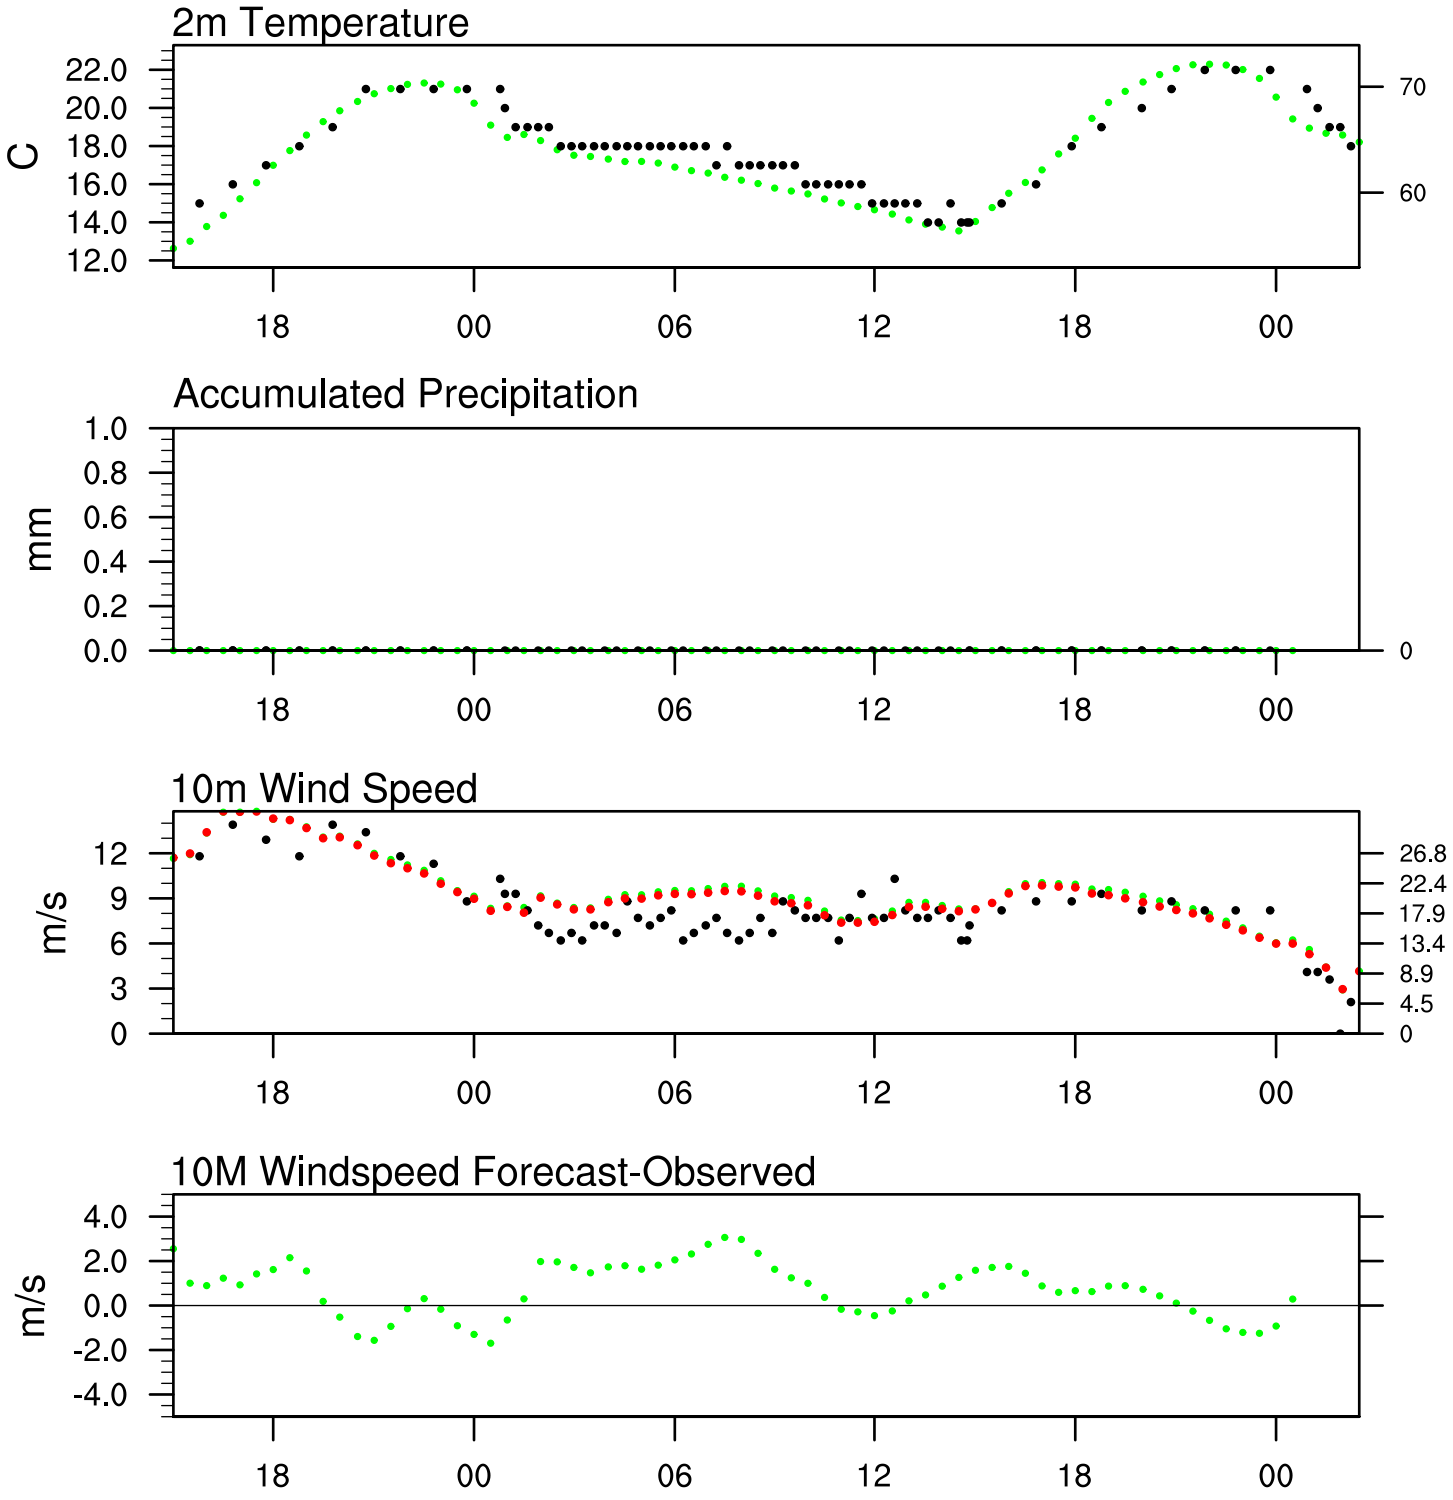 2m Temperature
22.0
20.0
18.0
16.0
14.0
12.0
C
70
60
18 00 06 12 18 00
Accumulated Precipitation
1.0
0.8
0.6
0.4
0.2
0.0
mm
0
18 00 06 12 18 00
10m Wind Speed
12
9
6
3
0
m/s
26.8
22.4
17.9
13.4
8.9
4.5
0
18 00 06 12 18 00
10M Windspeed Forecast-Observed
4.0
2.0
0.0
-2.0
-4.0
m/s
18 00 06 12 18 00